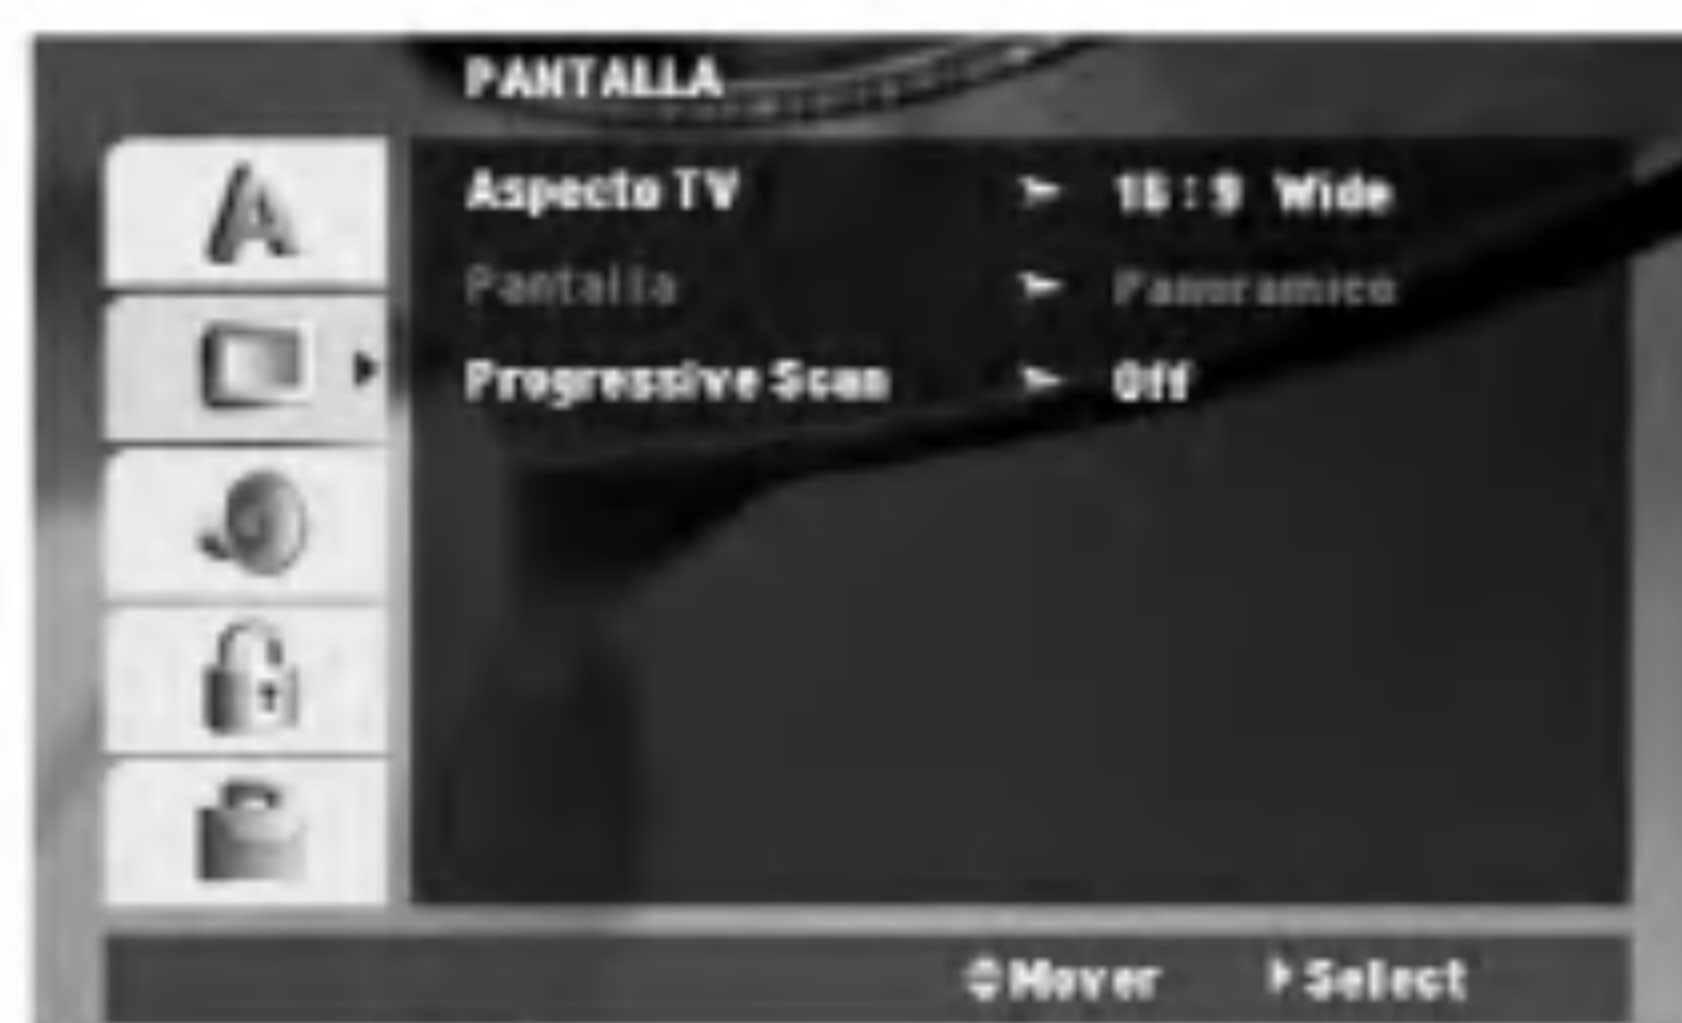 PANTALLA
Aspecto TV 16 : 9 Wide
Pantalla Panoramico
Progressive Scan Off
Mover Select